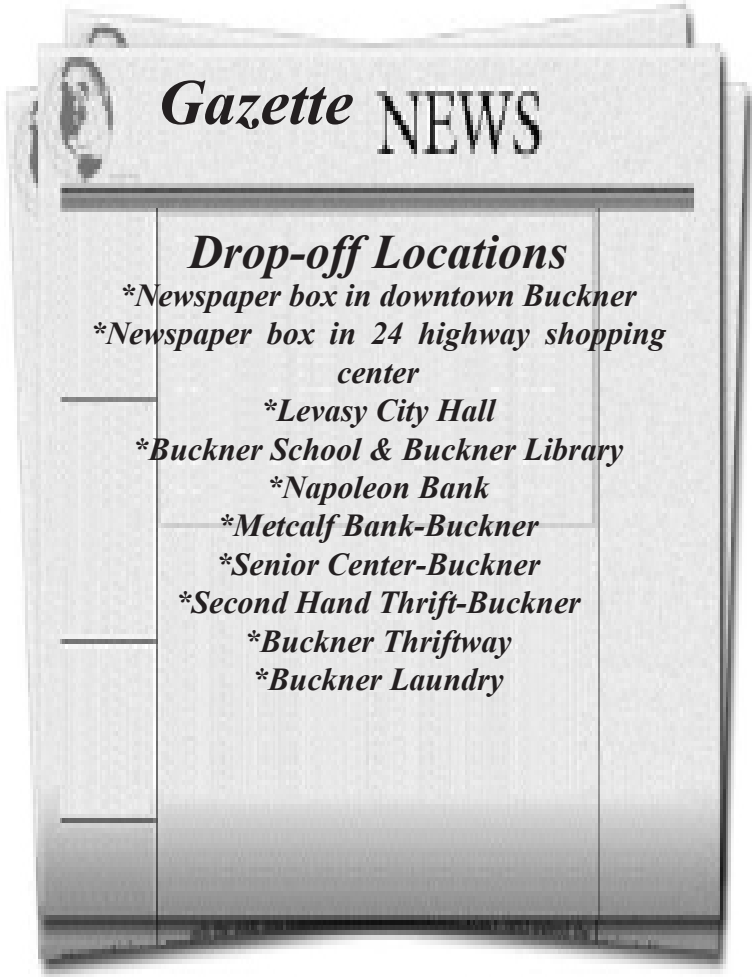 Gazette NEWS
Drop-off Locations
*Newspaper box in downtown Buckner
*Newspaper box in 24 highway shopping
center
*Levasy City Hall
*Buckner School & Buckner Library
*Napoleon Bank
*Metcalf Bank-Buckner
*Senior Center-Buckner
*Second Hand Thrift-Buckner
*Buckner Thriftway
*Buckner Laundry